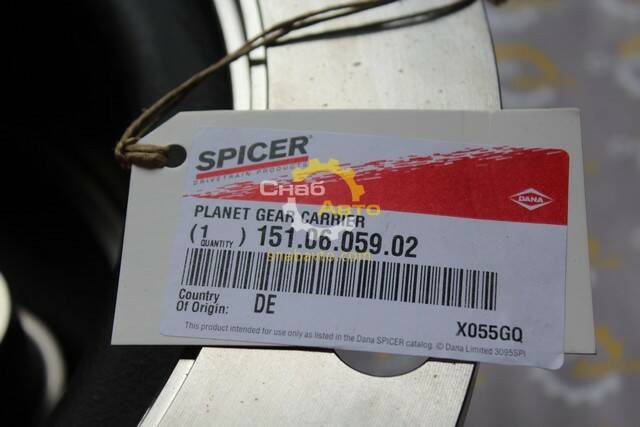 SPICER®
DRIVETRAIN PRODUCTS
DANA
Снаб
Авто
PLANET GEAR CARRIER
(1 QUANTITY) 151.06.059.02
Country
Of Origin: DE
X055GQ
This product intended for use only as listed in the Dana SPICER catalog. © Dana Limited 3095SPI